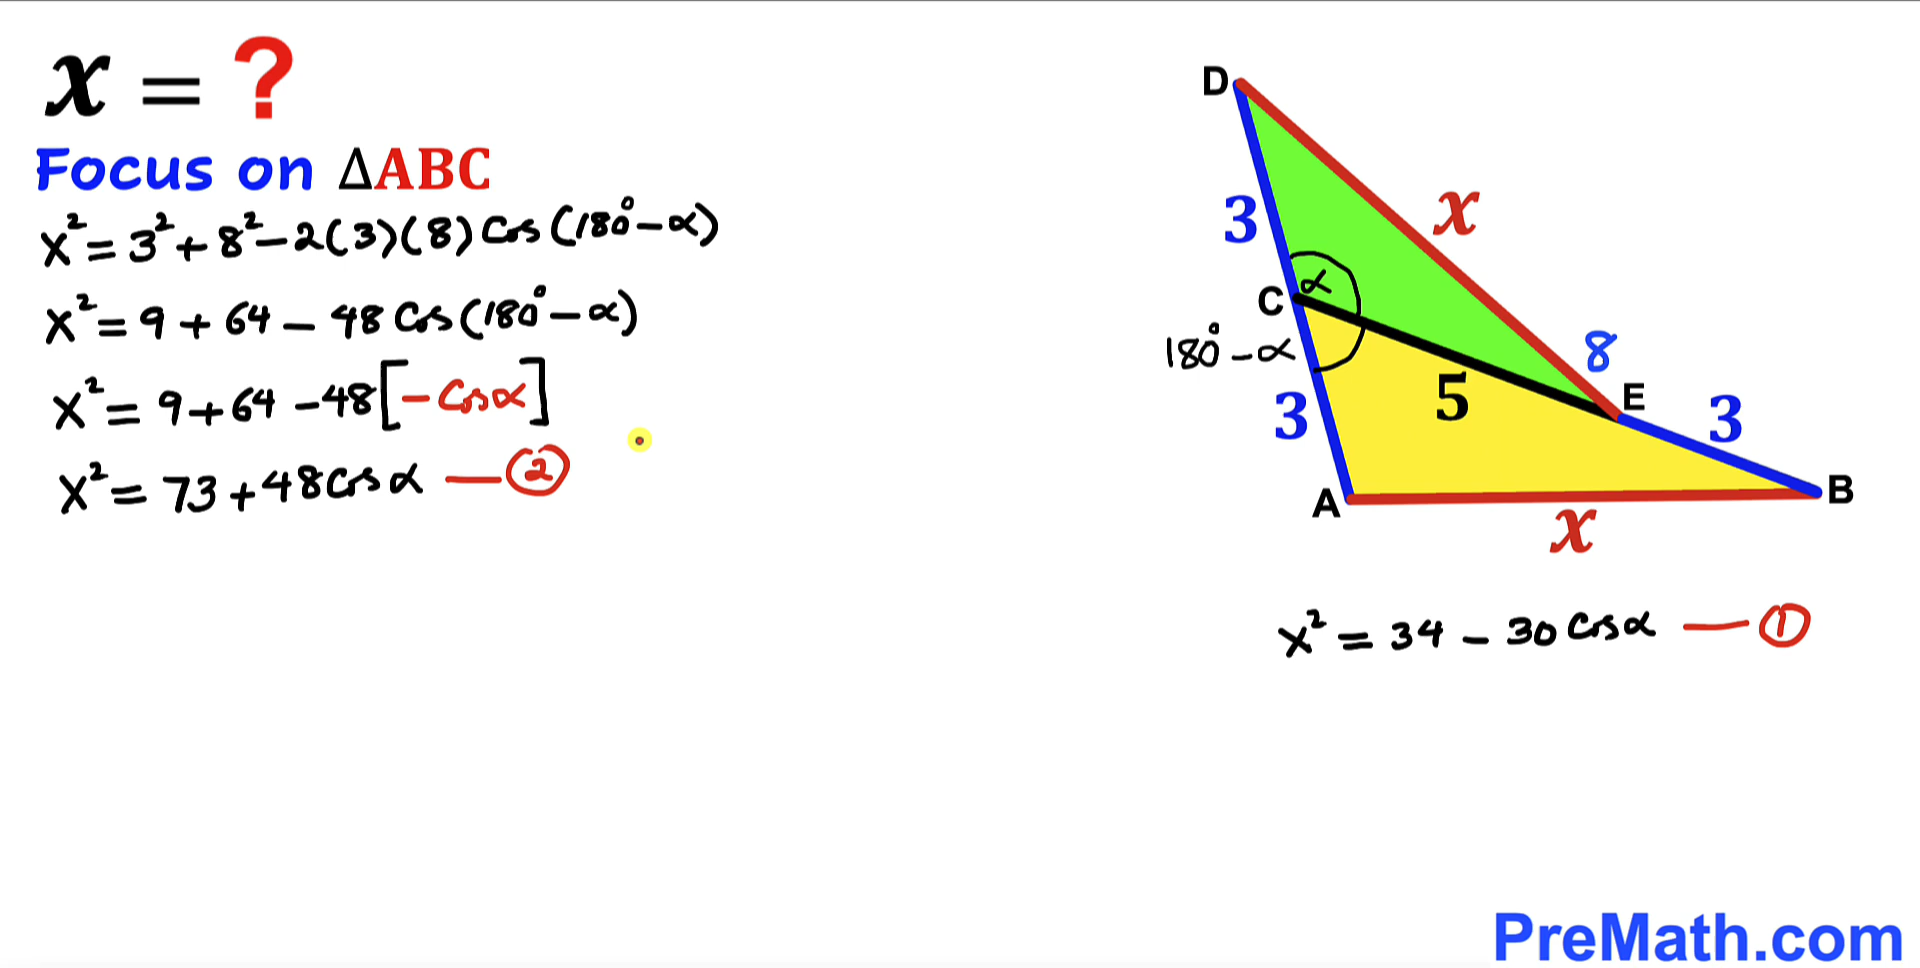 x = ?
Focus on ΔABC
x² = 3² + 8² - 2(3)(8) cos (180° - α)
x² = 9 + 64 - 48 cos (180° - α)
x² = 9 + 64 - 48 [- cos α]
x² = 73 + 48 cos α — ②
D
3
x
α
C
180° - α
8
5
E
3
3
A
B
x
x² = 34 - 30 cos α — ①
PreMath.com